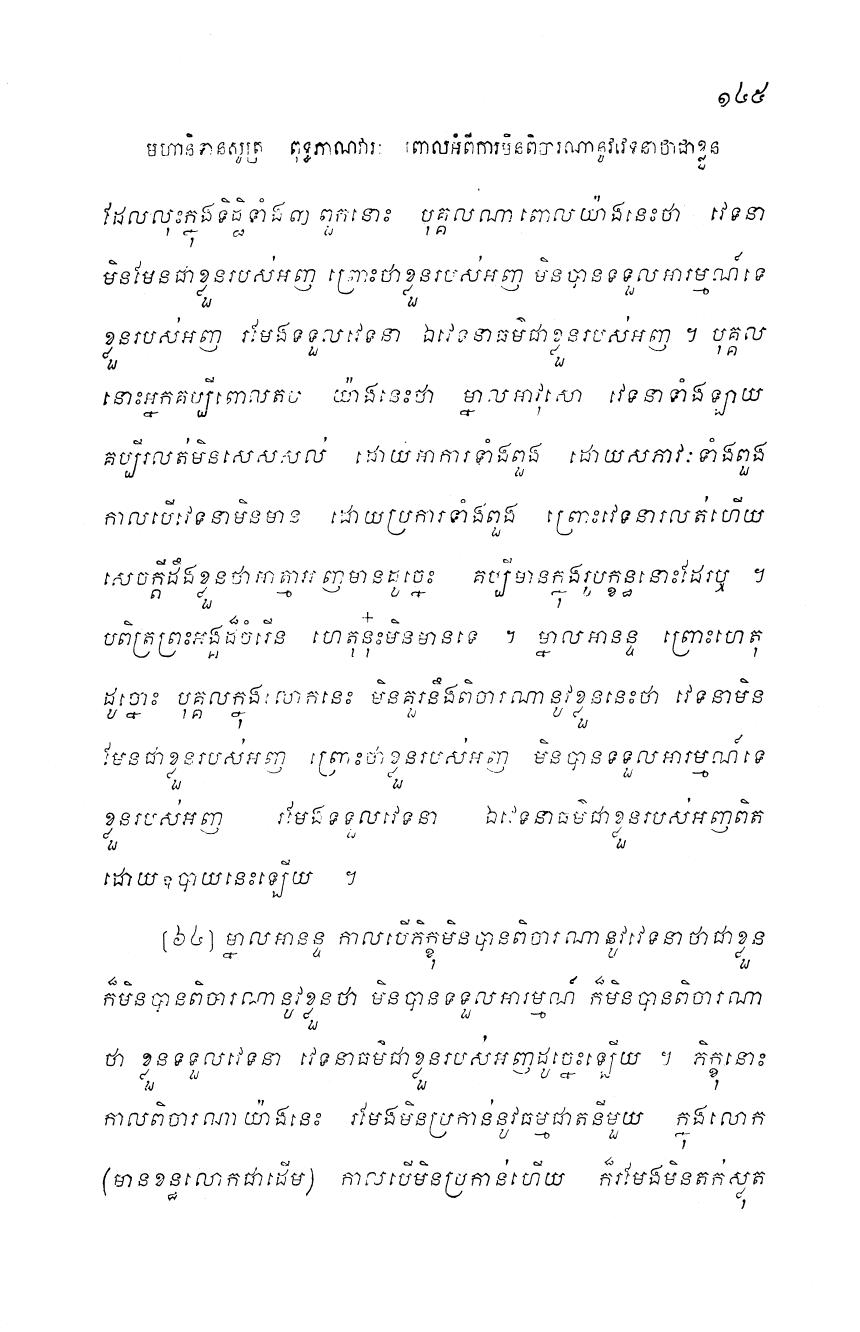 ១៤៥
មហានិទានសូត្រ ពុទ្ធភាណវារៈ ពោលអំពីការមិនពិចារណានូវវេទនាថាជាខ្លួន
ដែលលុះក្នុងទិដ្ឋិទាំង៣ ពួកនោះ បុគ្គលណាពោលយ៉ាងនេះថា វេទនា
មិនមែនជាខ្លួនរបស់អញ ព្រោះថាខ្លួនរបស់អញ មិនបានទទួលអារម្មណ៍ទេ
ខ្លួនរបស់អញ រមែងទទួលវេទនា ឯវេទនាធម៌ជាខ្លួនរបស់អញ ។ បុគ្គល
នោះអ្នកគប្បីពោលតប យ៉ាងនេះថា ម្នាលអាវុសោ វេទនាទាំងឡាយ
គប្បីរលត់មិនសេសសល់ ដោយអាការទាំងពួង ដោយសភាវៈទាំងពួង
កាលបើវេទនាមិនមាន ដោយប្រការទាំងពួង ព្រោះវេទនារលត់ហើយ
សេចក្តីដឹងខ្លួនថាអាត្មាអញមានដូច្នេះ គប្បីមានក្នុងរូបក្ខន្ធនោះដែរឬ ។
បពិត្រព្រះអង្គដ៏ចំរើន ហេតុនុ៎ះមិនមានទេ ។ ម្នាលអានន្ទ ព្រោះហេតុ
ដូច្នោះ បុគ្គលក្នុងលោកនេះ មិនគួរនឹងពិចារណានូវខ្លួននេះថា វេទនាមិន
មែនជាខ្លួនរបស់អញ ព្រោះថាខ្លួនរបស់អញ មិនបានទទួលអារម្មណ៍ទេ
ខ្លួនរបស់អញ រមែងទទួលវេទនា ឯវេទនាធម៌ជាខ្លួនរបស់អញពិត
ដោយឧបាយនេះឡើយ ។
(៦៤) ម្នាលអានន្ទ កាលបើភិក្ខុមិនបានពិចារណានូវវេទនាថាជាខ្លួន
ក៏មិនបានពិចារណានូវខ្លួនថា មិនបានទទួលអារម្មណ៍ ក៏មិនបានពិចារណា
ថា ខ្លួនទទួលវេទនា វេទនាធម៌ជាខ្លួនរបស់អញដូច្នេះឡើយ ។ ភិក្ខុនោះ
កាលពិចារណាយ៉ាងនេះ រមែងមិនប្រកាន់នូវធម្មជាតនីមួយ ក្នុងលោក
(មានខន្ធលោកជាដើម) កាលបើមិនប្រកាន់ហើយ ក៏រមែងមិនតក់ស្លុត